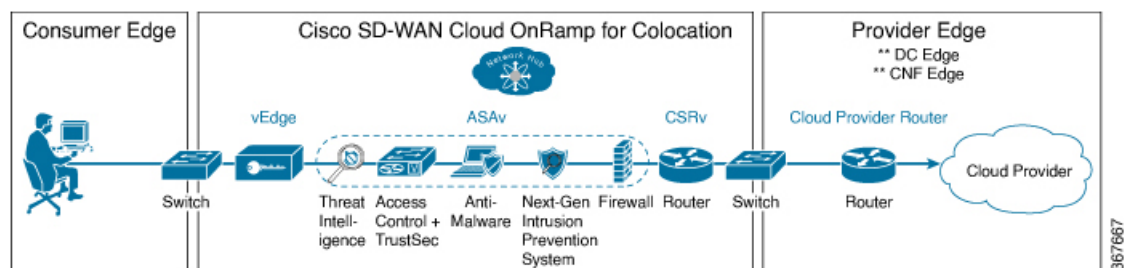 Consumer Edge
Cisco SD-WAN Cloud OnRamp for Colocation
Provider Edge
** DC Edge
** CNF Edge
Network Hub
vEdge
ASAv
CSRv
Cloud Provider Router
Cloud Provider
Switch
Threat
Intell-
igence
Access
Control +
TrustSec
Anti-
Malware
Next-Gen
Intrusion
Prevention
System
Firewall
Router
Switch
Router
367667